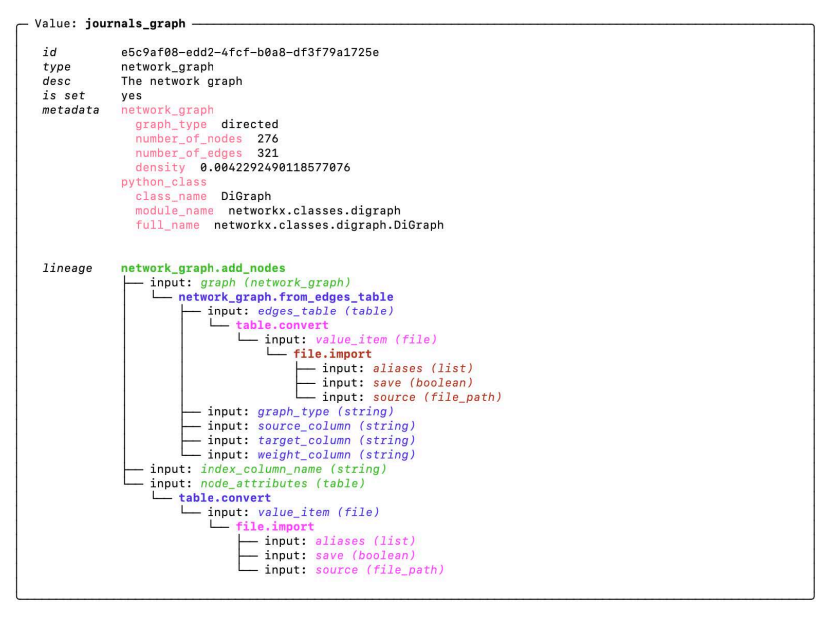 Value: journals_graph
id e5c9af08-edd2-4fcf-b0a8-df3f79a1725e
type network_graph
desc The network graph
is set yes
metadata network_graph
graph_type directed
number_of_nodes 276
number_of_edges 321
density 0.0042292490118577076
python_class
class_name DiGraph
module_name networkx.classes.digraph
full_name networkx.classes.digraph.DiGraph
lineage network_graph.add_nodes
input: graph (network_graph)
network_graph.from_edges_table
input: edges_table (table)
table.convert
input: value_item (file)
file.import
input: aliases (list)
input: save (boolean)
input: source (file_path)
input: graph_type (string)
input: source_column (string)
input: target_column (string)
input: weight_column (string)
input: index_column_name (string)
input: node_attributes (table)
table.convert
input: value_item (file)
file.import
input: aliases (list)
input: save (boolean)
input: source (file_path)